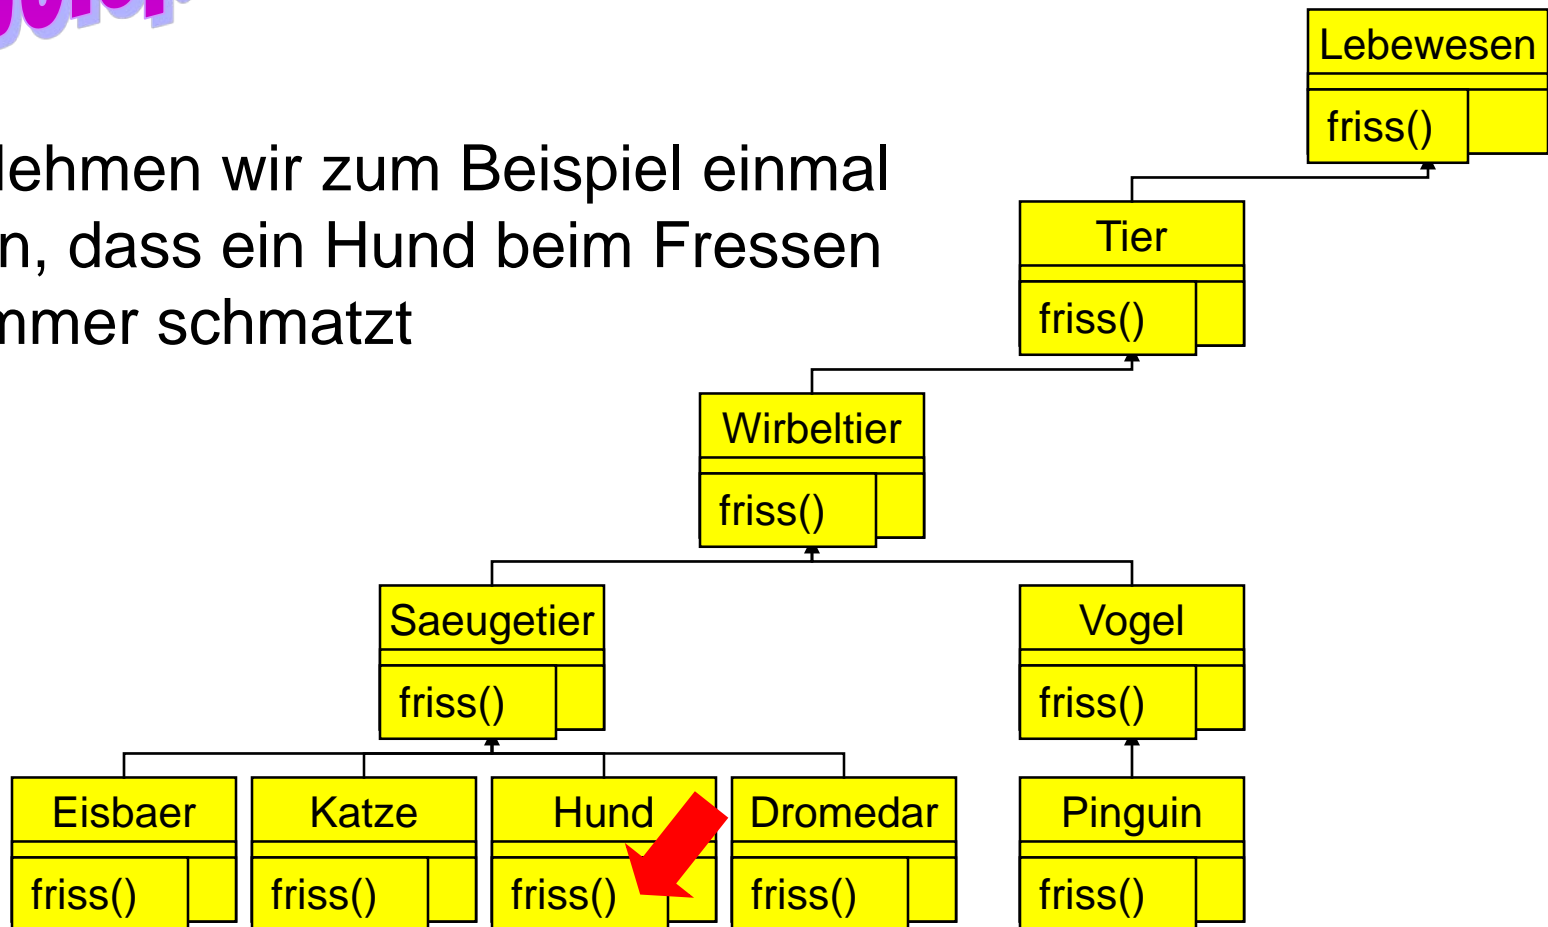 Lebewesen
friss()
lehmen wir zum Beispiel einmal
n, dass ein Hund beim Fressen
mmer schmatzt
Tier
friss()
Wirbeltier
friss()
Saeugetier
friss()
Vogel
friss()
Eisbaer Katze Hund Dromedar Pinguin
friss() friss() friss() friss() friss()